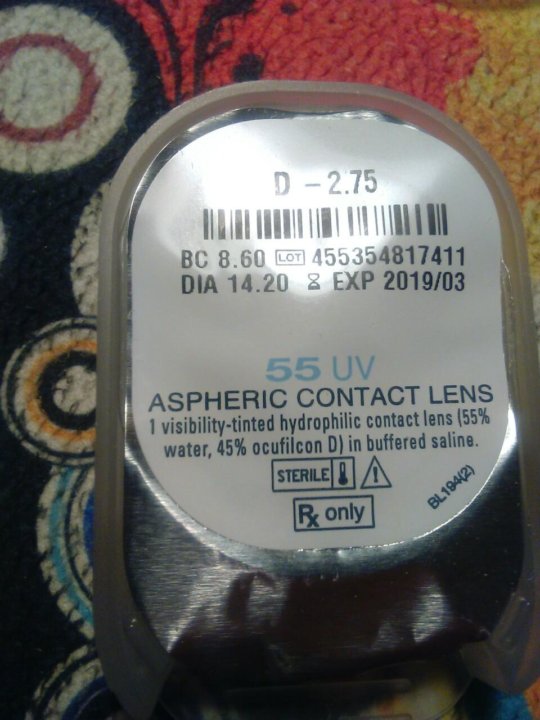 D -2.75
BC 8.60 LOT 455354817411
DIA 14.20 EXP 2019/03
55 UV
ASPHERIC CONTACT LENS
1 visibility-tinted hydrophilic contact lens (55%
water, 45% ocufilcon D) in buffered saline.
STERILE
Rx only
BL194(2)